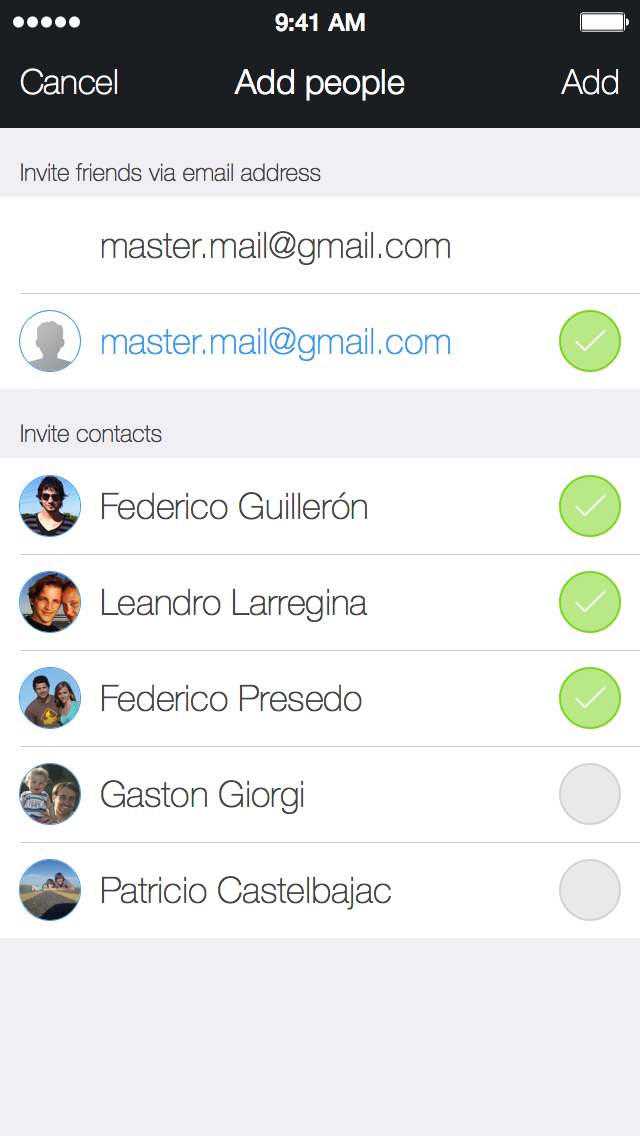 9:41 AM
Cancel Add people Add
Invite friends via email address
master.mail@gmail.com
master.mail@gmail.com
Invite contacts
Federico Guillerón
Leandro Larregina
Federico Presedo
Gaston Giorgi
Patricio Castelbajac